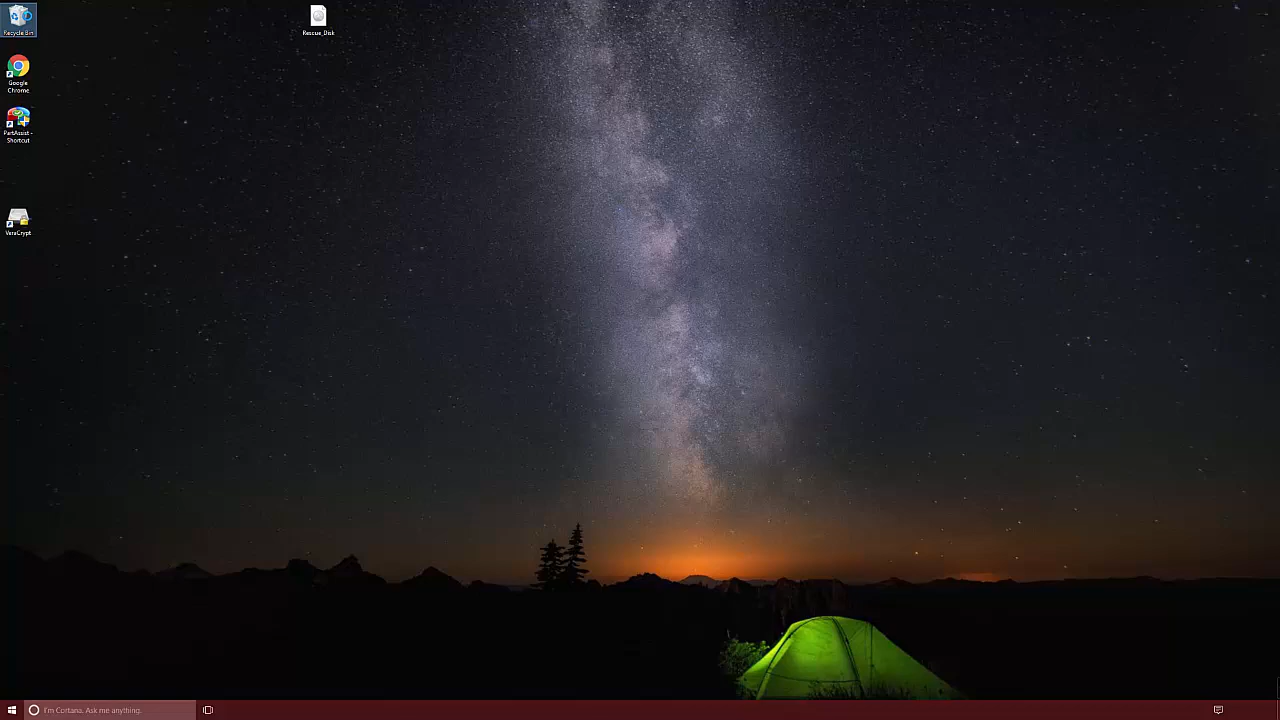 Recycle Bin
Rescue_Disk
Google
Chrome
PartAssist -
Shortcut
VeraCrypt
I'm Cortana. Ask me anything.